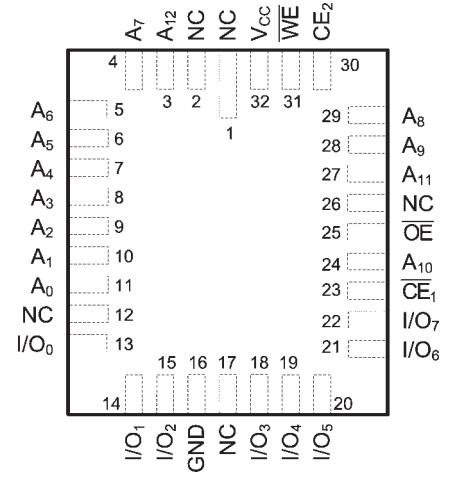 A7 A12 NC NC VCC WE CE2
4 3 2 1 32 31 30
A6 5
A5 6
A4 7
A3 8
A2 9
A1 10
A0 11
NC 12
I/O0 13
29 A8
28 A9
27 A11
26 NC
25 OE
24 A10
23 CE1
22 I/O7
21 I/O6
14 15 16 17 18 19 20
I/O1 I/O2 GND NC I/O3 I/O4 I/O5